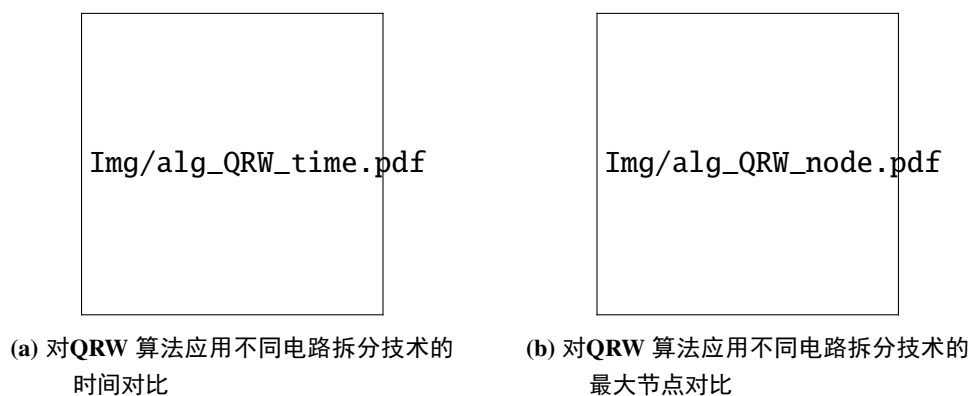 Img/alg_QRW_time.pdf
Img/alg_QRW_node.pdf
(a) 对QRW 算法应用不同电路拆分技术的
时间对比
(b) 对QRW 算法应用不同电路拆分技术的
最大节点对比